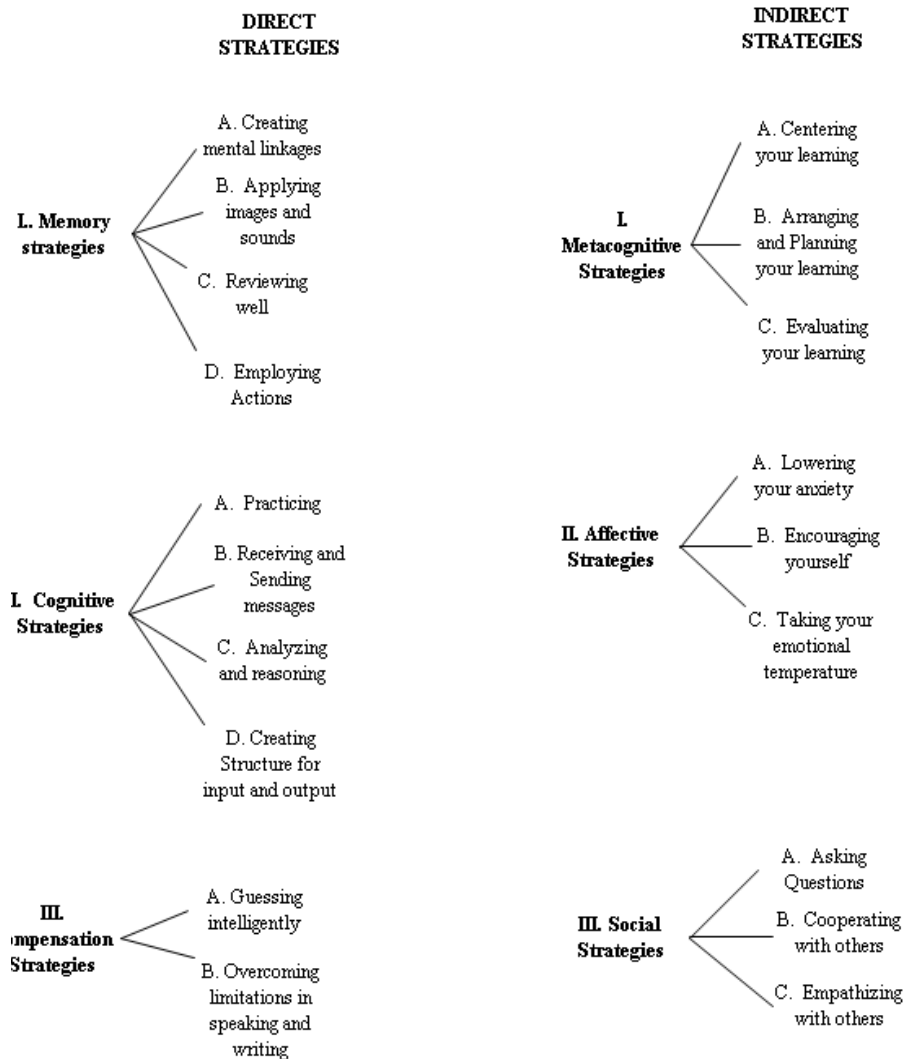 DIRECT
STRATEGIES
A. Creating
mental linkages
B. Applying
images and
sounds
I.. Memory
strategies
C. Reviewing
well
D. Employing
Actions
A. Practicing
B. Receiving and
Sending
messages
I. Cognitive
Strategies
C. Analyzing
and reasoning
D. Creating
Structure for
input and output
A. Guessing
intelligently
III.
ompensation
Strategies
B. Overcoming
limitations in
speaking and
writing
INDIRECT
STRATEGIES
A. Centering
your learning
I.
Metacognitive
Strategies
B. Arranging
and Planning
your learning
C. Evaluating
your learning
A. Lowering
your anxiety
II. Affective
Strategies
B. Encouraging
yourself
C. Taking your
emotional
temperature
A. Asking
Questions
III. Social
Strategies
B. Cooperating
with others
C. Empathizing
with others